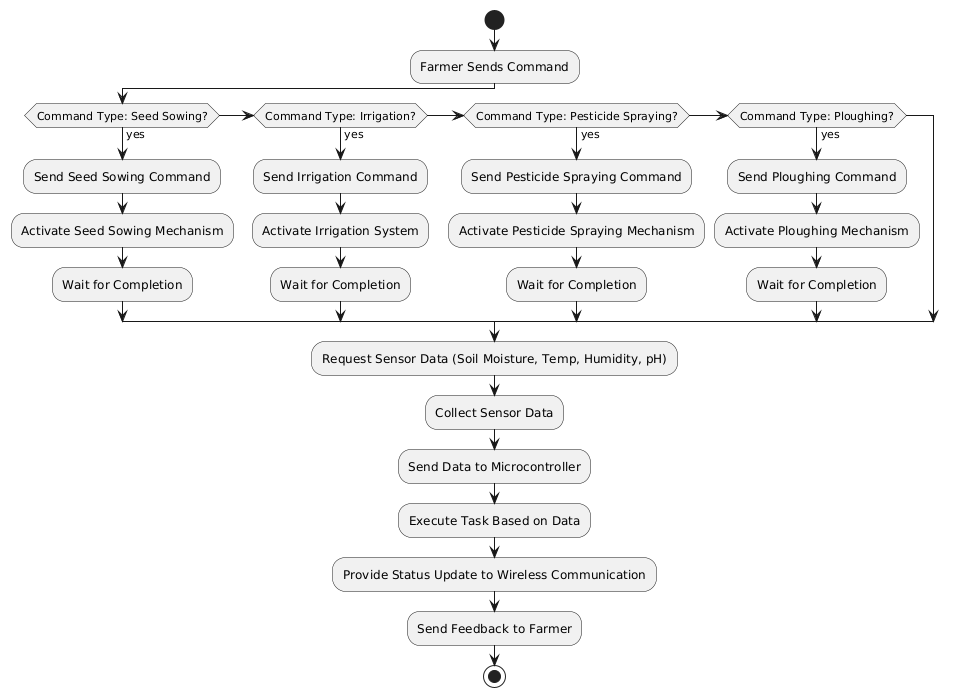 Farmer Sends Command
Command Type: Seed Sowing?
Command Type: Irrigation?
Command Type: Pesticide Spraying?
Command Type: Ploughing?
yes
yes
yes
yes
Send Seed Sowing Command
Send Irrigation Command
Send Pesticide Spraying Command
Send Ploughing Command
Activate Seed Sowing Mechanism
Activate Irrigation System
Activate Pesticide Spraying Mechanism
Activate Ploughing Mechanism
Wait for Completion
Wait for Completion
Wait for Completion
Wait for Completion
Request Sensor Data (Soil Moisture, Temp, Humidity, pH)
Collect Sensor Data
Send Data to Microcontroller
Execute Task Based on Data
Provide Status Update to Wireless Communication
Send Feedback to Farmer